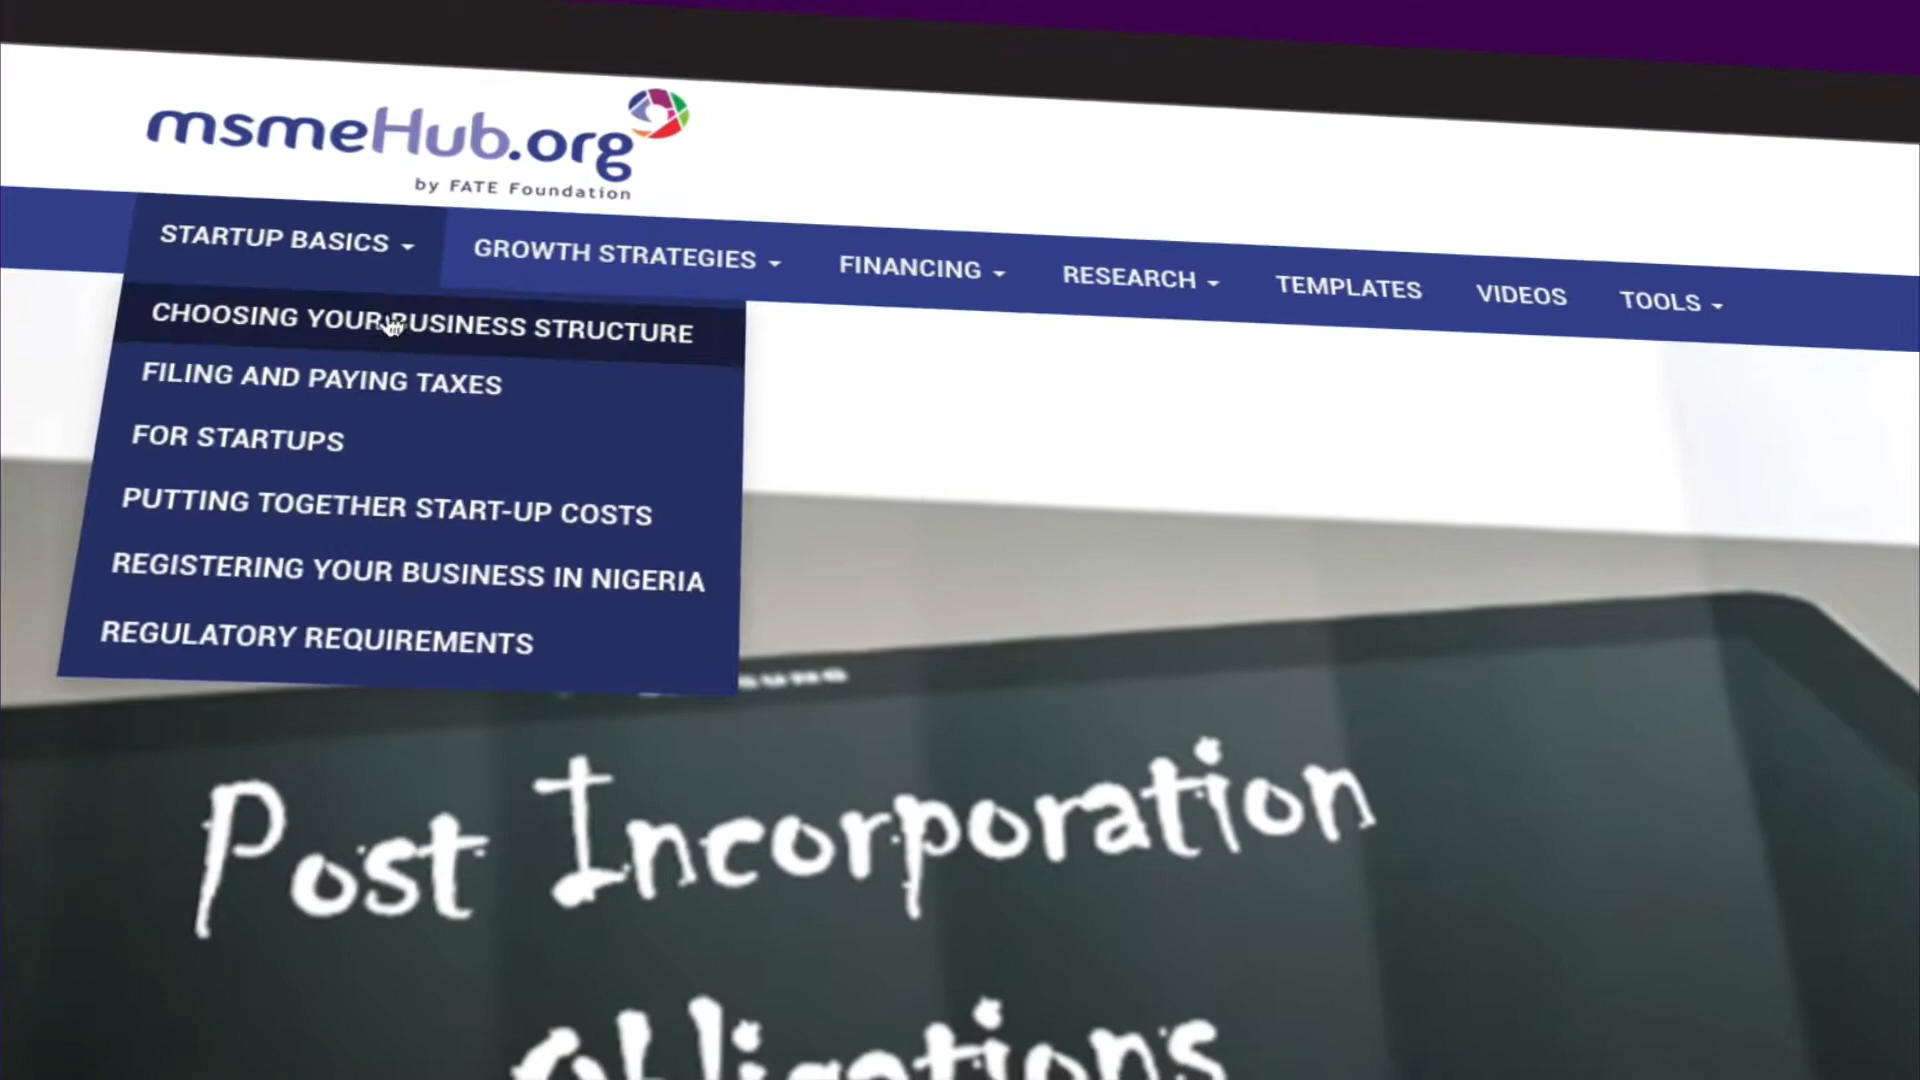 msmeHub.org
by FATE Foundation
STARTUP BASICS
GROWTH STRATEGIES
FINANCING
RESEARCH
TEMPLATES
VIDEOS
TOOLS
CHOOSING YOUR BUSINESS STRUCTURE
FILING AND PAYING TAXES
FOR STARTUPS
PUTTING TOGETHER START-UP COSTS
REGISTERING YOUR BUSINESS IN NIGERIA
REGULATORY REQUIREMENTS
Post Incorporation
Obligations